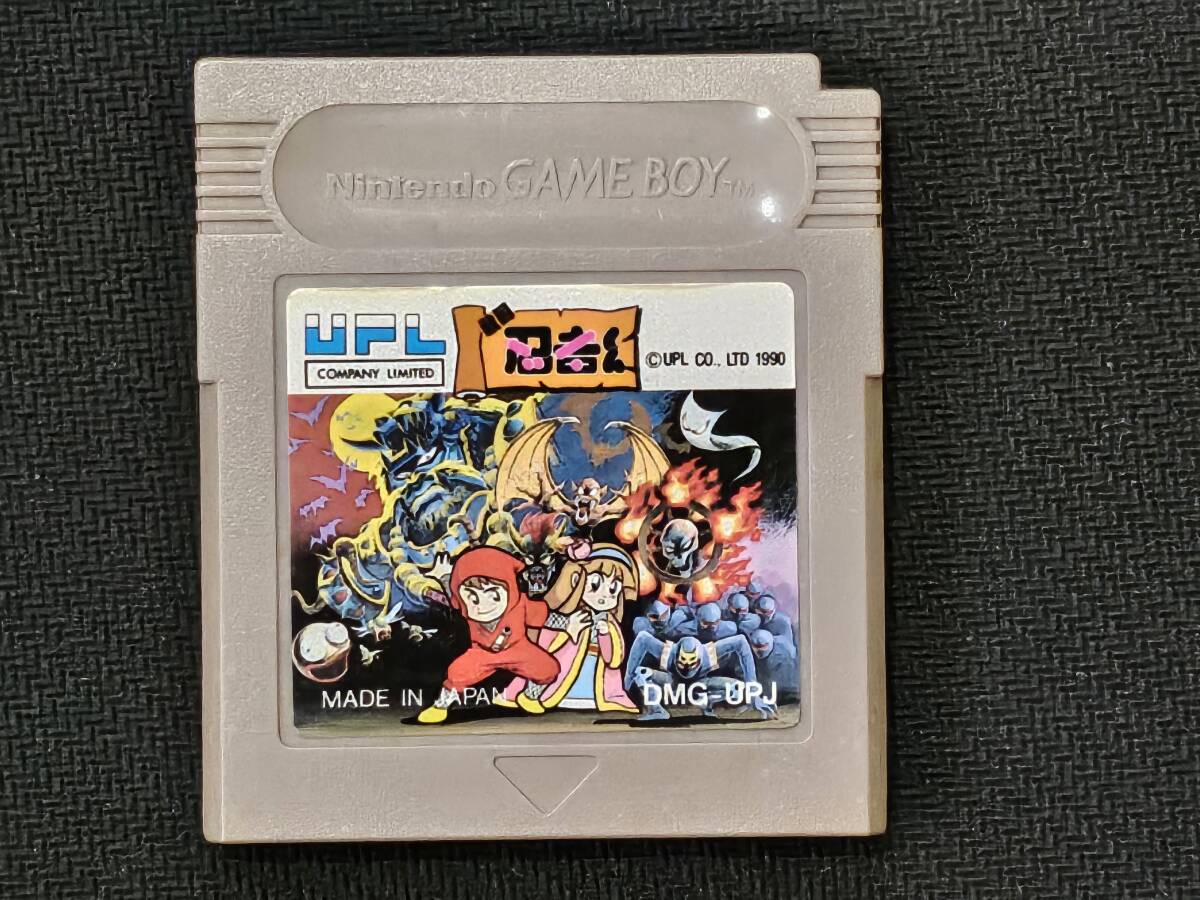 Nintendo GAME BOY™
UPL
COMPANY LIMITED
忍者くん
©UPL CO., LTD 1990
MADE IN JAPAN
DMG-UPJ